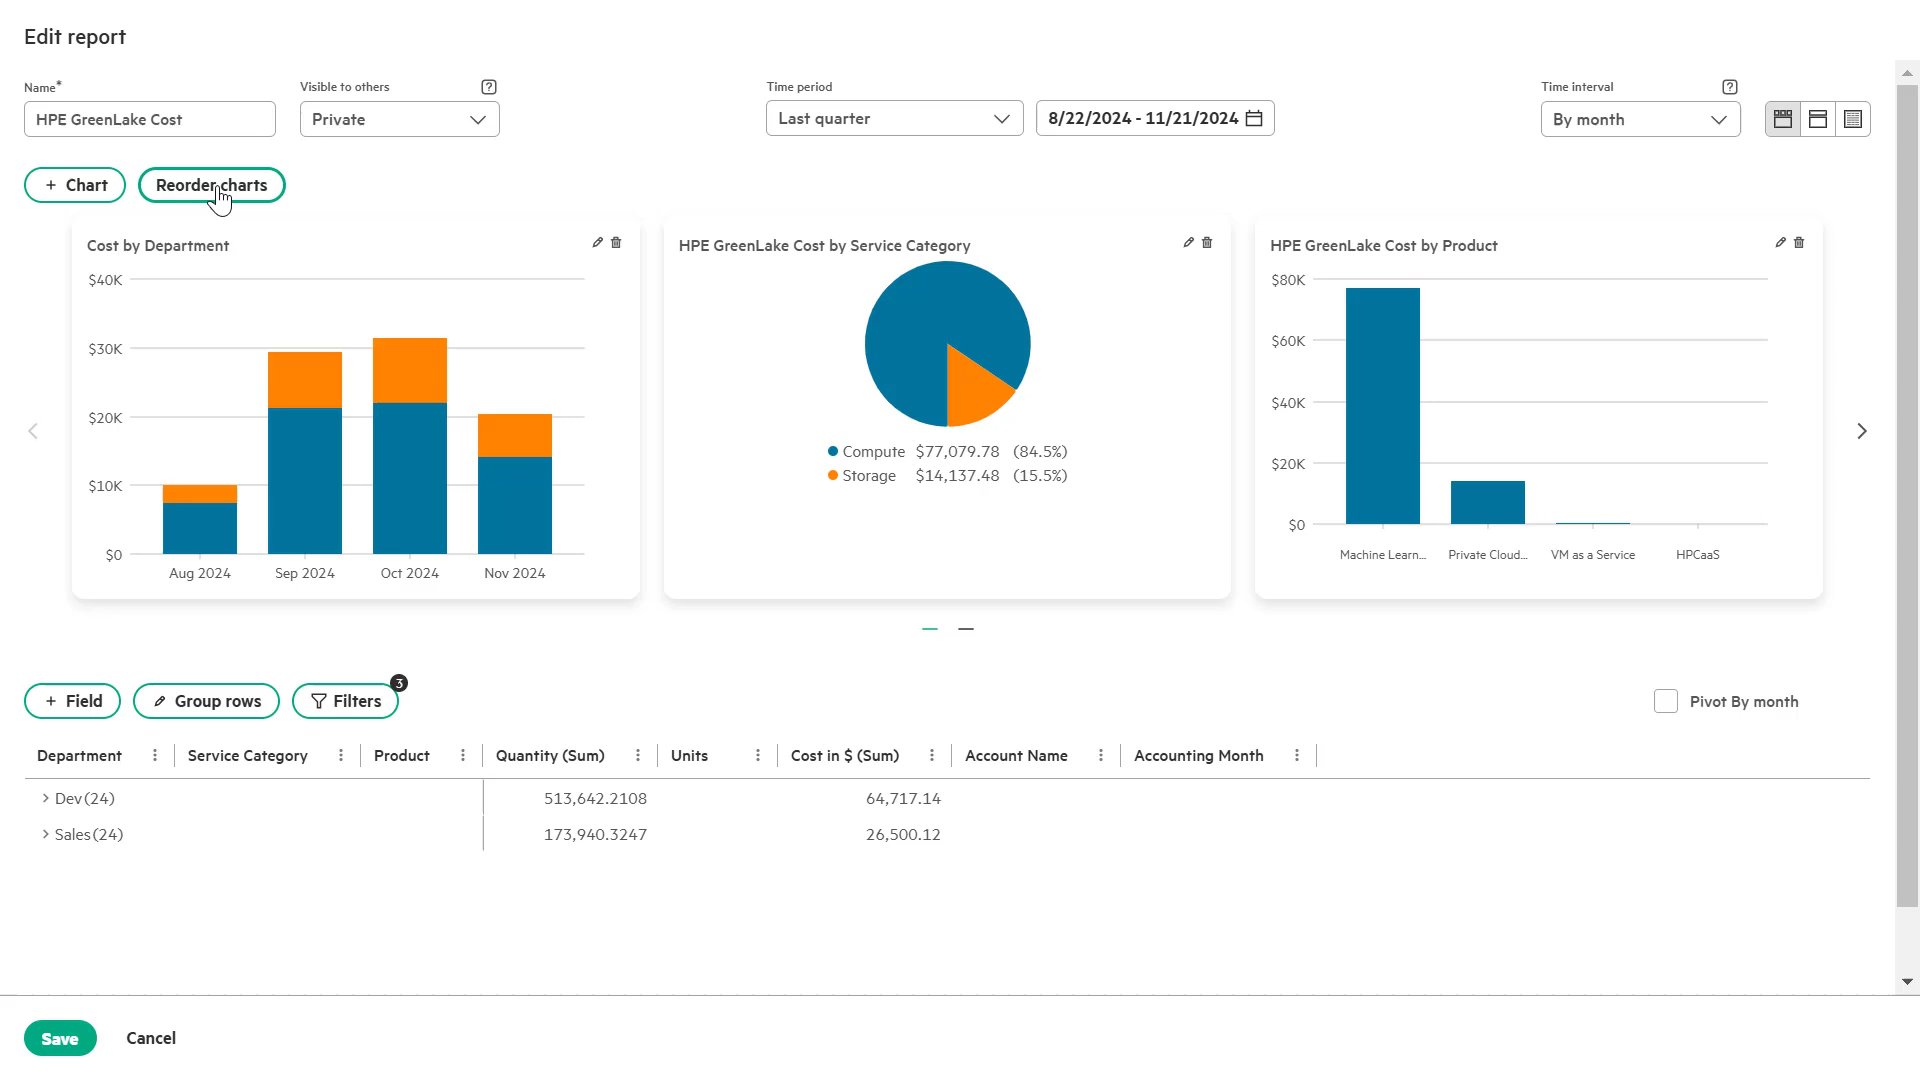 Edit report
Name*
Visible to others
?
Time period
Time interval
?
HPE GreenLake Cost
Private
Last quarter
8/22/2024 - 11/21/2024
By month
+ Chart
Reorder charts
Cost by Department
$40K
$30K
$20K
$10K
$0
Aug 2024
Sep 2024
Oct 2024
Nov 2024
HPE GreenLake Cost by Service Category
Compute $77,079.78 (84.5%)
Storage $14,137.48 (15.5%)
HPE GreenLake Cost by Product
$80K
$60K
$40K
$20K
$0
Machine Learn...
Private Cloud...
VM as a Service
HPCaaS
+ Field
Group rows
Filters
3
Pivot By month
Department
Service Category
Product
Quantity (Sum)
Units
Cost in $ (Sum)
Account Name
Accounting Month
Dev (24) 513,642.2108 64,717.14
Sales (24) 173,940.3247 26,500.12
Save
Cancel